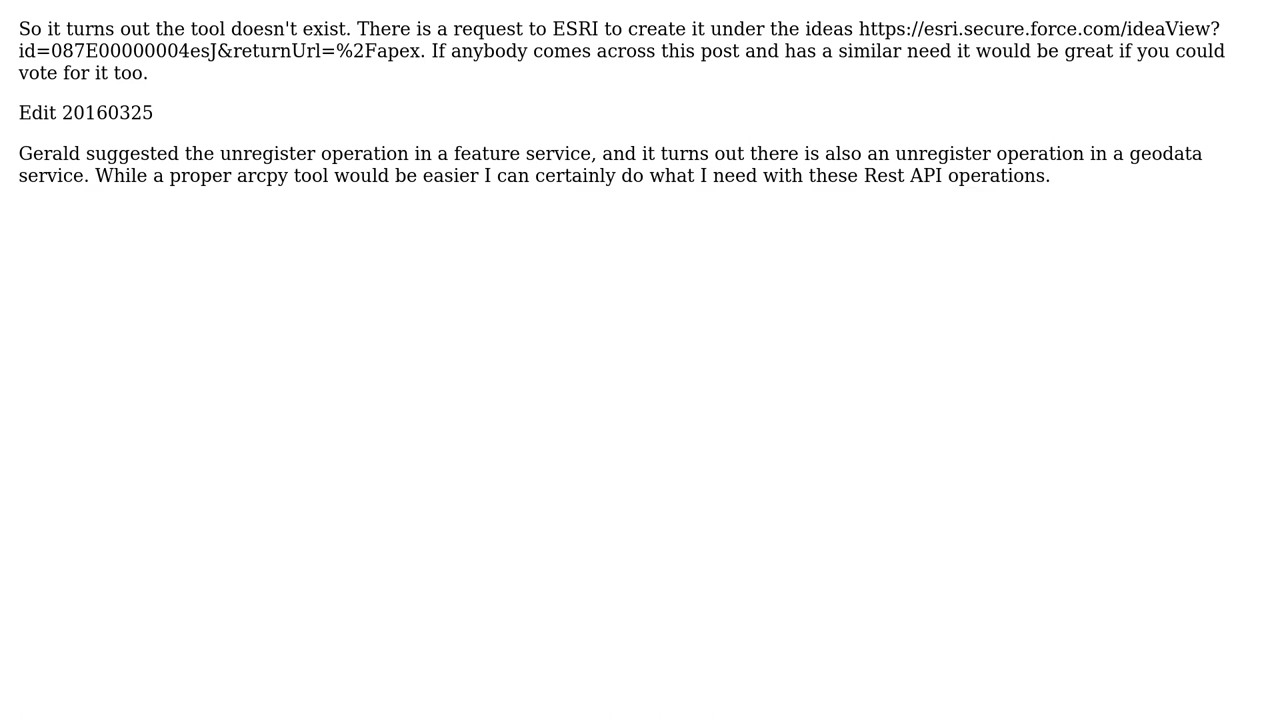 So it turns out the tool doesn't exist. There is a request to ESRI to create it under the ideas https://esri.secure.force.com/ideaView?
id=087E00000004esJ&returnUrl=%2Fapex. If anybody comes across this post and has a similar need it would be great if you could
vote for it too.
Edit 20160325
Gerald suggested the unregister operation in a feature service, and it turns out there is also an unregister operation in a geodata
service. While a proper arcpy tool would be easier I can certainly do what I need with these Rest API operations.